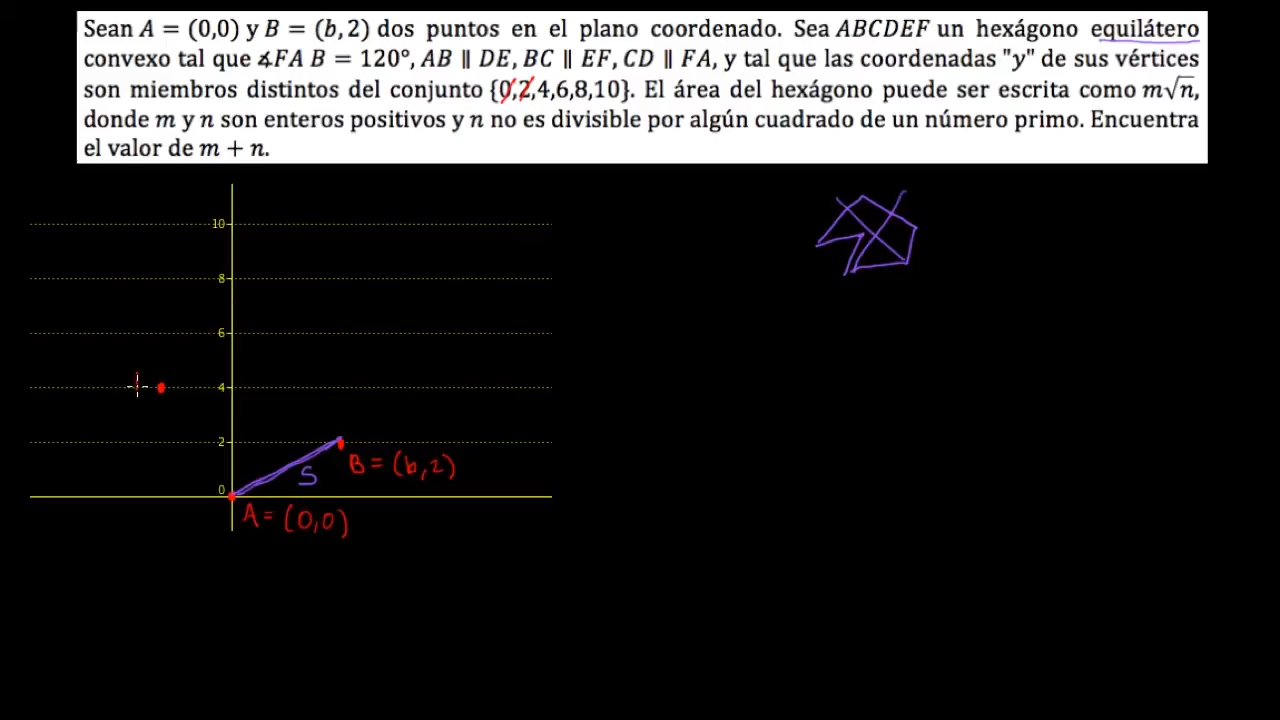 Sean A = (0,0) y B = (b, 2) dos puntos en el plano coordenado. Sea ABCDEF un hexágono equilátero
convexo tal que ∡FA B = 120°, AB ∥ DE, BC ∥ EF, CD ∥ FA, y tal que las coordenadas "y" de sus vértices
son miembros distintos del conjunto {0,2,4,6,8,10}. El área del hexágono puede ser escrita como m√n,
donde m y n son enteros positivos y n no es divisible por algún cuadrado de un número primo. Encuentra
el valor de m + n.
10
8
6
4
2
0
S
B = (b, 2)
A = (0,0)